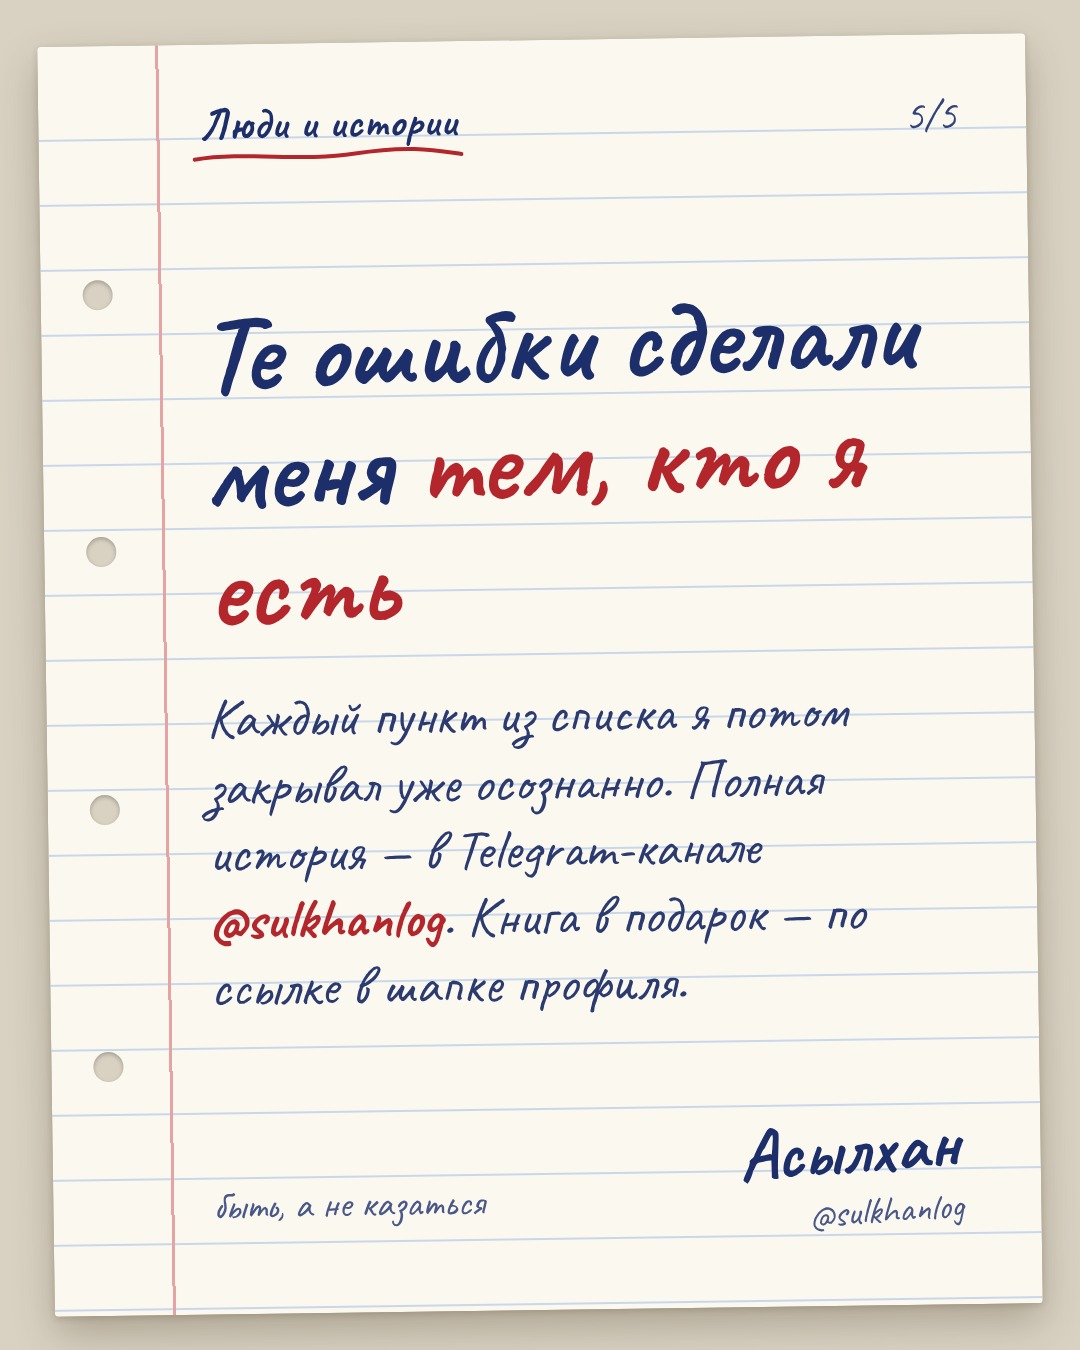 Люди и истории
5/5
Те ошибки сделали
меня тем, кто я
есть
Каждый пункт из списка я потом
закрывал уже осознанно. Полная
история — в Telegram-канале
@sulkhanlog. Книга в подарок — по
ссылке в шапке профиля.
Асылхан
быть, а не казаться
@sulkhanlog